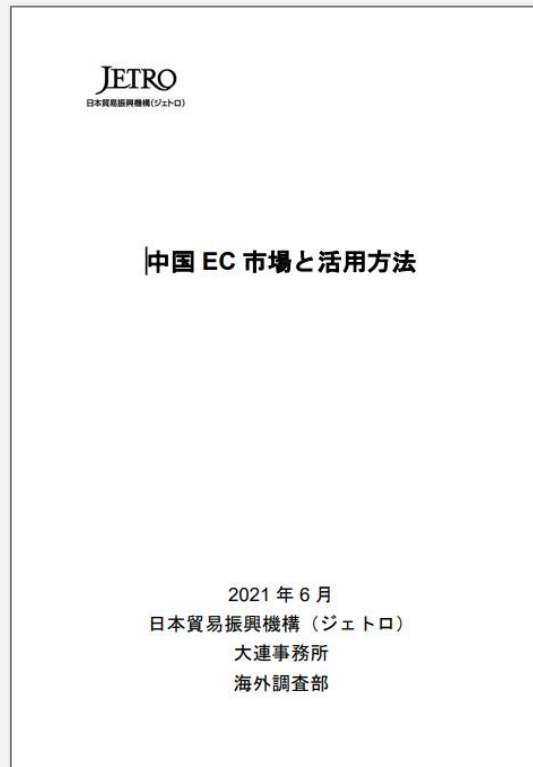 JETRO
日本貿易振興機構(ジェトロ)
中国 EC 市場と活用方法
2021 年 6 月
日本貿易振興機構（ジェトロ）
大連事務所
海外調査部